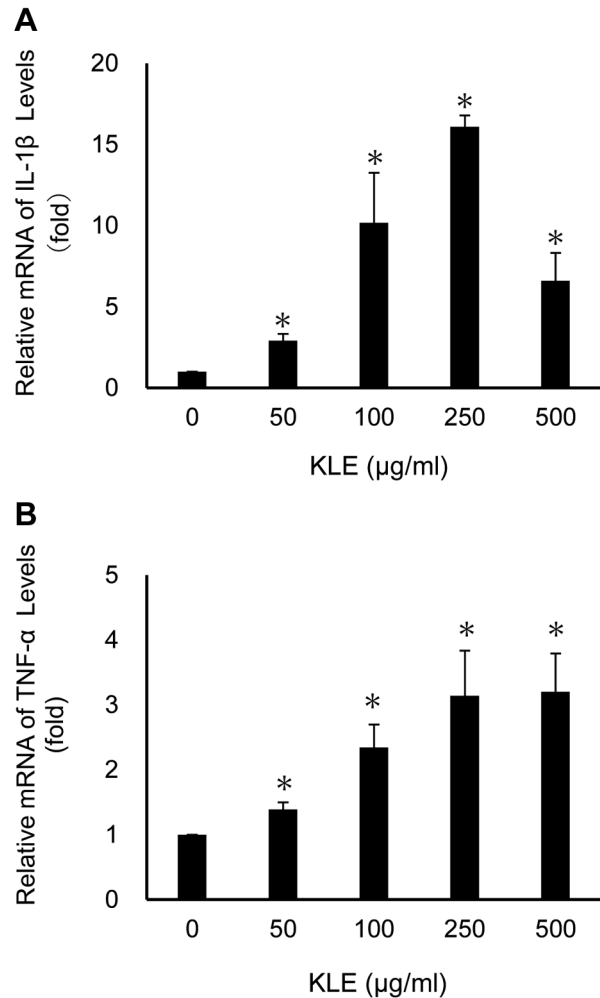 A
Relative mRNA of IL-1β Levels
（fold）
20
15
10
5
0
*
*
*
*
0 50 100 250 500
KLE (µg/ml)
B
Relative mRNA of TNF-α Levels
(fold)
5
4
3
2
1
0
*
*
*
*
0 50 100 250 500
KLE (µg/ml)